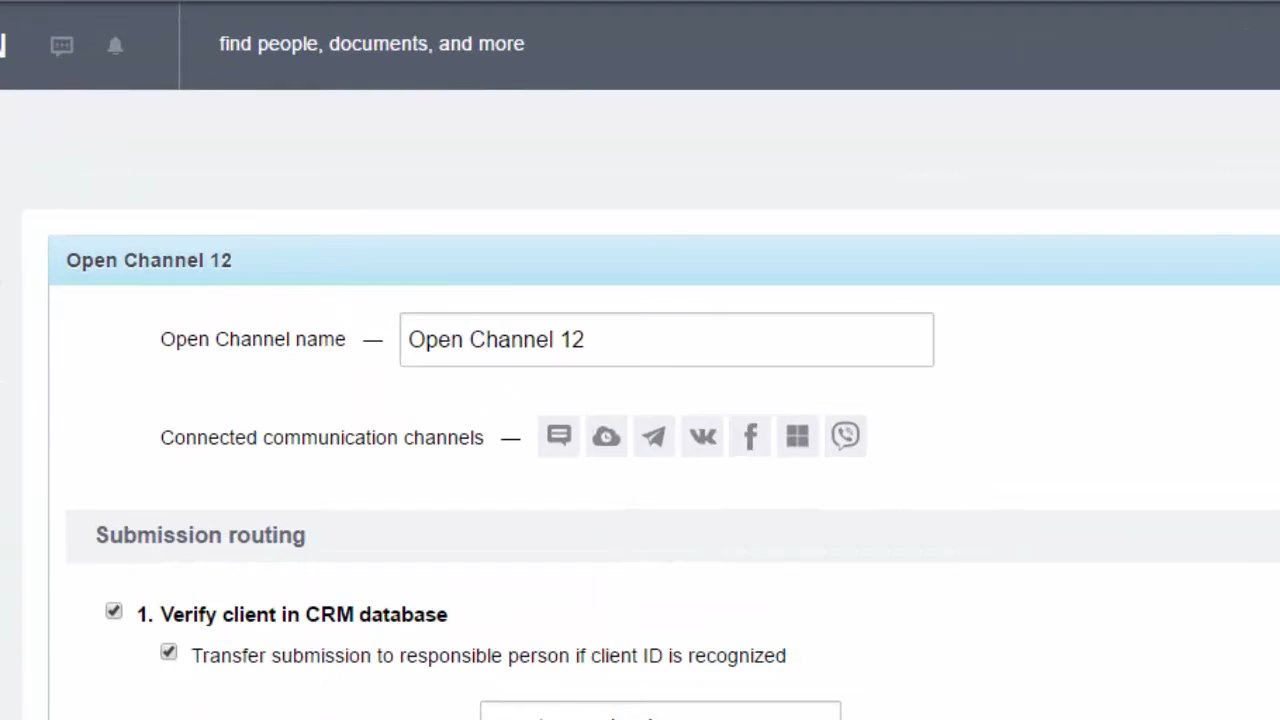 find people, documents, and more
Open Channel 12
Open Channel name —
Open Channel 12
Connected communication channels —
Submission routing
1. Verify client in CRM database
Transfer submission to responsible person if client ID is recognized